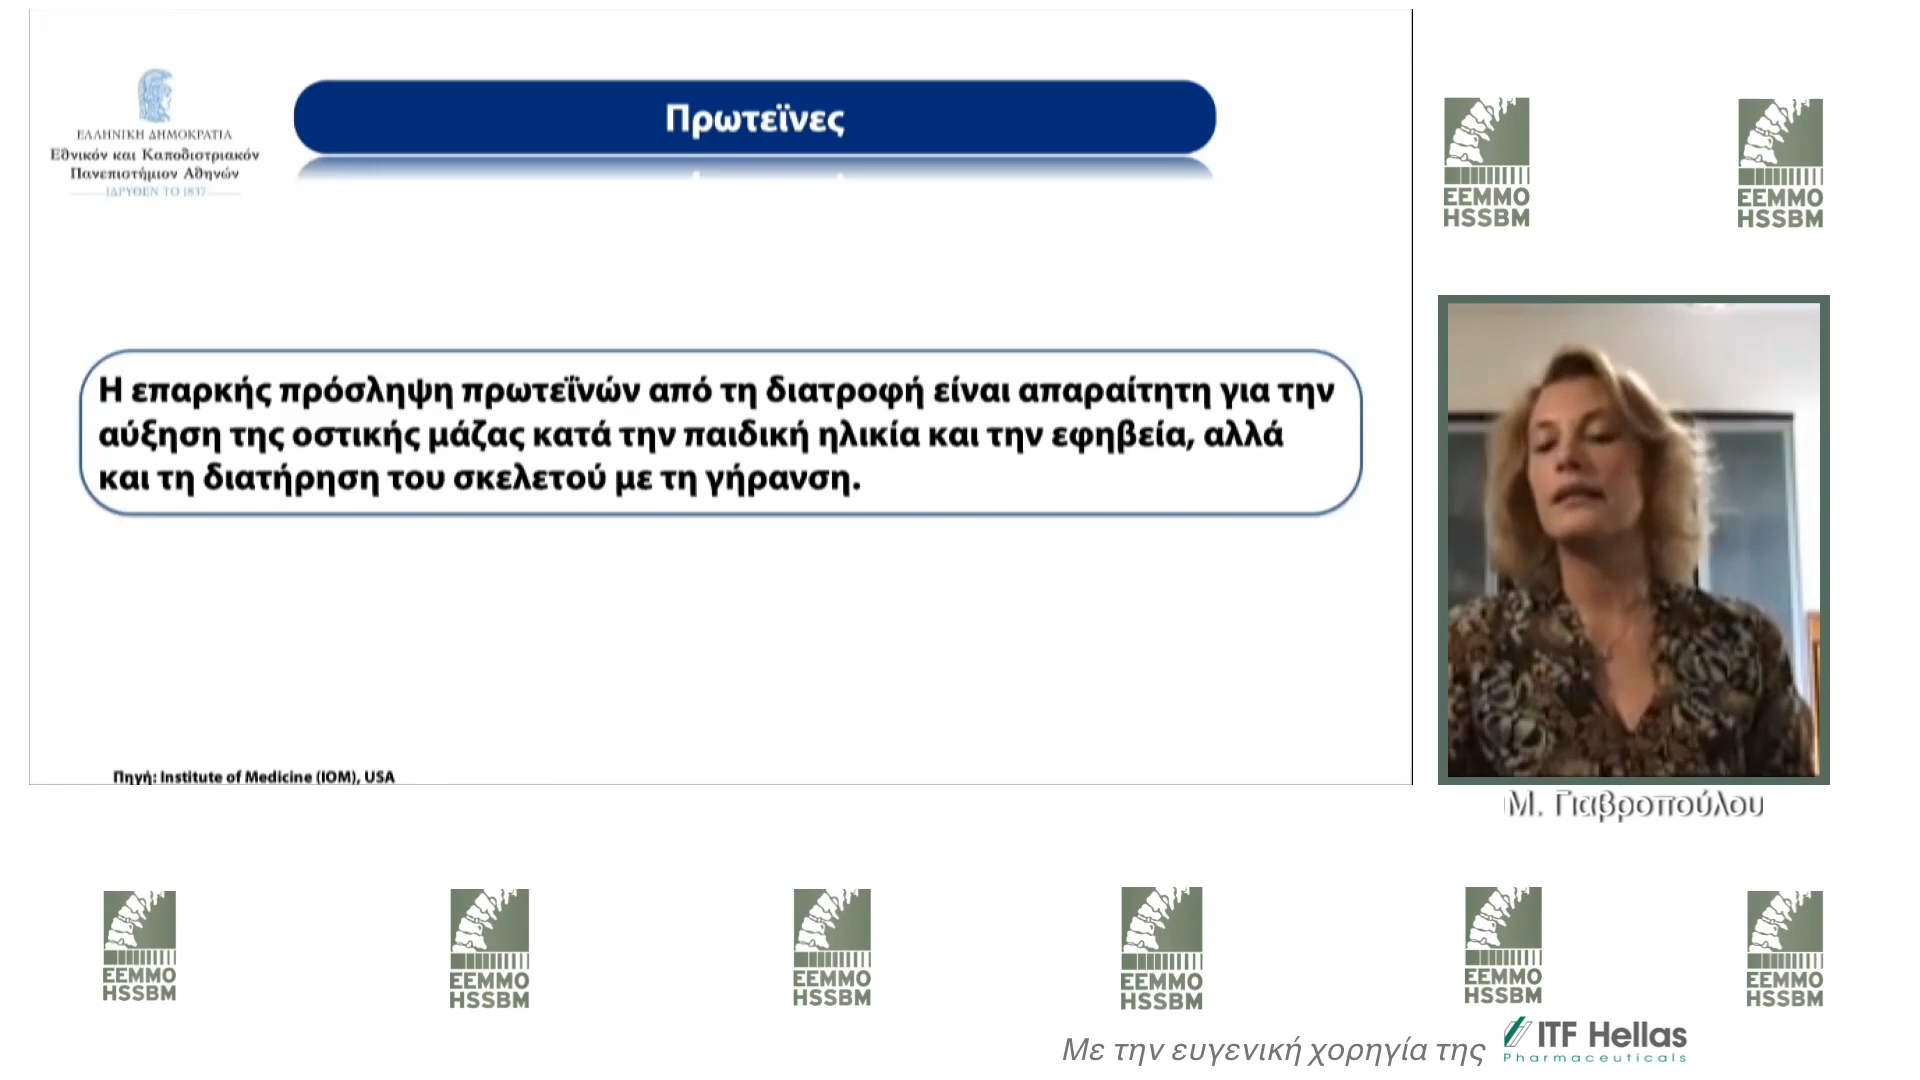 ΕΛΛΗΝΙΚΗ ΔΗΜΟΚΡΑΤΙΑ
Εθνικόν και Καποδιστριακόν
Πανεπιστήμιον Αθηνών
ΙΔΡΥΘΕΝ ΤΟ 1837
Πρωτεΐνες
Η επαρκής πρόσληψη πρωτεΐνών από τη διατροφή είναι απαραίτητη για την
αύξηση της οστικής μάζας κατά την παιδική ηλικία και την εφηβεία, αλλά
και τη διατήρηση του σκελετού με τη γήρανση.
Πηγή: Institute of Medicine (IOM), USA
ΕΕΜΜΟ
HSSBM
ΕΕΜΜΟ
HSSBM
Μ. Γιαβροπούλου
ΕΕΜΜΟ
HSSBM
ΕΕΜΜΟ
HSSBM
ΕΕΜΜΟ
HSSBM
ΕΕΜΜΟ
HSSBM
ΕΕΜΜΟ
HSSBM
ΕΕΜΜΟ
HSSBM
Με την ευγενική χορηγία της
ITF Hellas
Pharmaceuticals